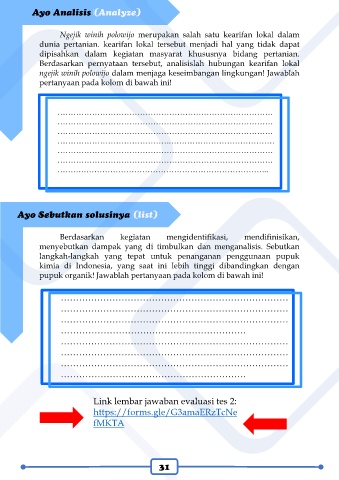 Ayo Analisis (Analyze)
Ngejik winih polowijo merupakan salah satu kearifan lokal dalam
dunia pertanian. kearifan lokal tersebut menjadi hal yang tidak dapat
dipisahkan dalam kegiatan masyarat khususnya bidang pertanian.
Berdasarkan pernyataan tersebut, analisislah hubungan kearifan lokal
ngejik winih polowijo dalam menjaga keseimbangan lingkungan! Jawablah
pertanyaan pada kolom di bawah ini!
Ayo Sebutkan solusinya (list)
Berdasarkan kegiatan mengidentifikasi, mendifinisikan,
menyebutkan dampak yang di timbulkan dan menganalisis. Sebutkan
langkah-langkah yang tepat untuk penanganan penggunaan pupuk
kimia di Indonesia, yang saat ini lebih tinggi dibandingkan dengan
pupuk organik! Jawablah pertanyaan pada kolom di bawah ini!
Link lembar jawaban evaluasi tes 2:
https://forms.gle/G3amaERzTcNe
fMKTA
31